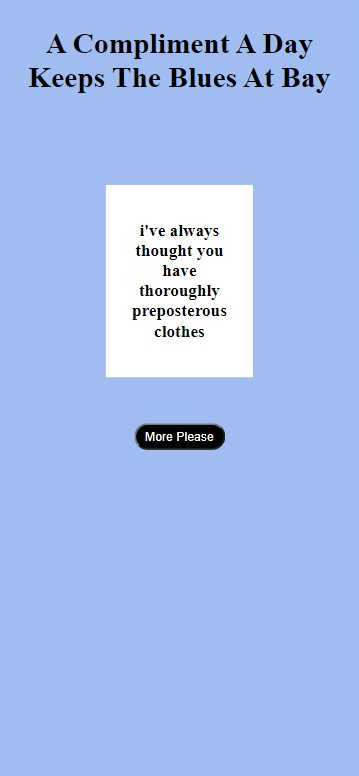 A Compliment A Day
Keeps The Blues At Bay
i've always
thought you
have
thoroughly
preposterous
clothes
More Please